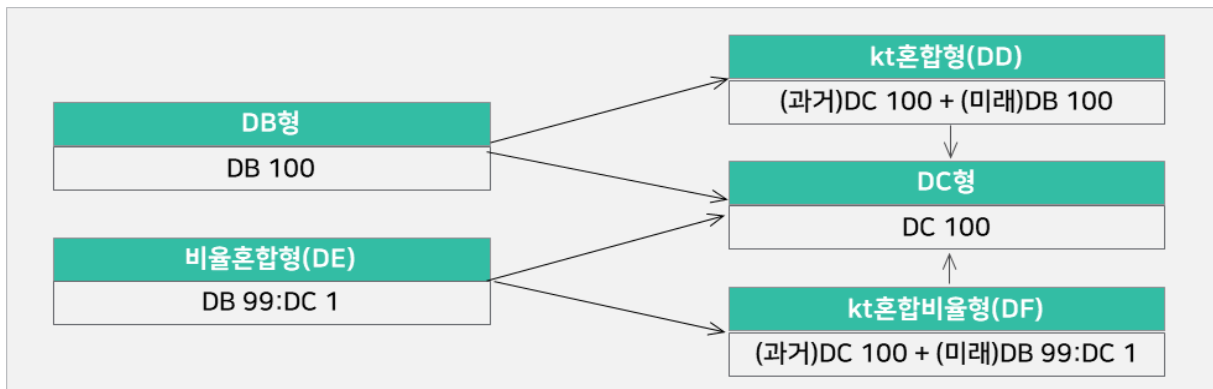 DB형
DB 100
비율혼합형(DE)
DB 99:DC 1
kt혼합형(DD)
(과거)DC 100 + (미래)DB 100
DC형
DC 100
kt혼합비율형(DF)
(과거)DC 100 + (미래)DB 99:DC 1